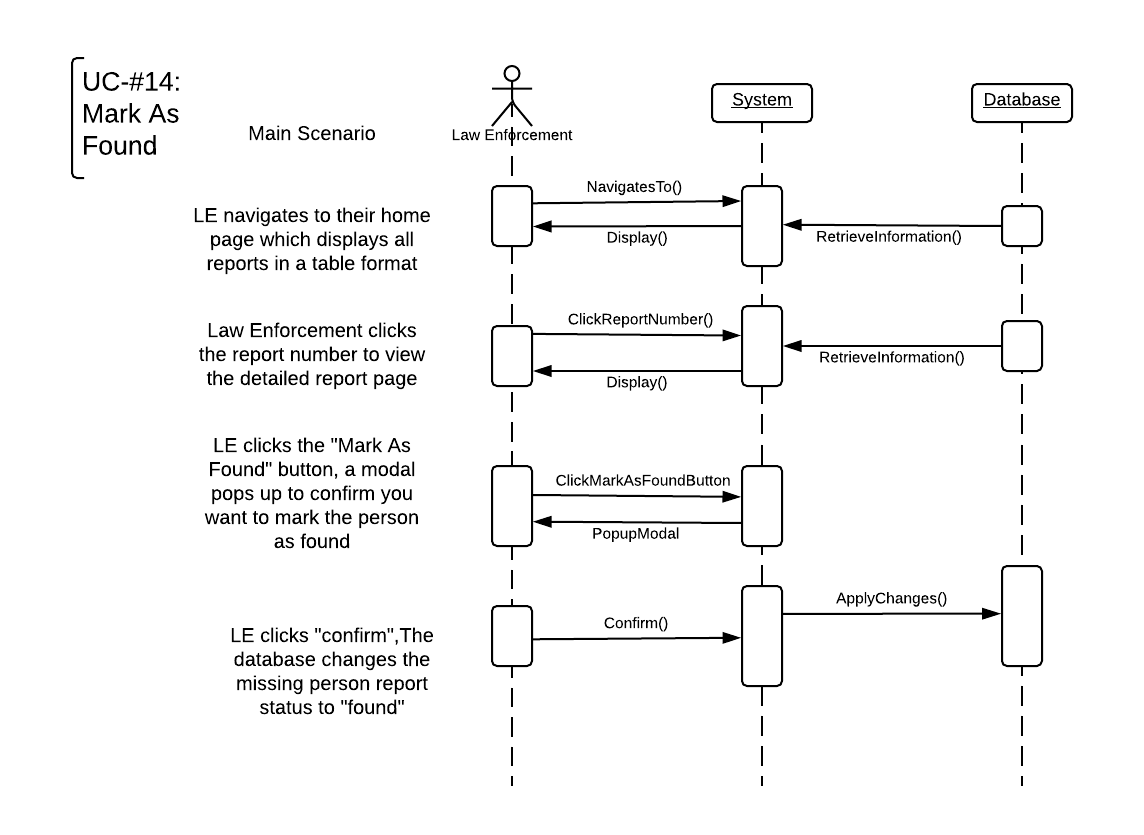 UC-#14:
Mark As
Found
Main Scenario
Law Enforcement
System
Database
LE navigates to their home
page which displays all
reports in a table format
NavigatesTo()
Display()
RetrieveInformation()
Law Enforcement clicks
the report number to view
the detailed report page
ClickReportNumber()
Display()
RetrieveInformation()
LE clicks the "Mark As
Found" button, a modal
pops up to confirm you
want to mark the person
as found
ClickMarkAsFoundButton
PopupModal
LE clicks "confirm",The
database changes the
missing person report
status to "found"
Confirm()
ApplyChanges()